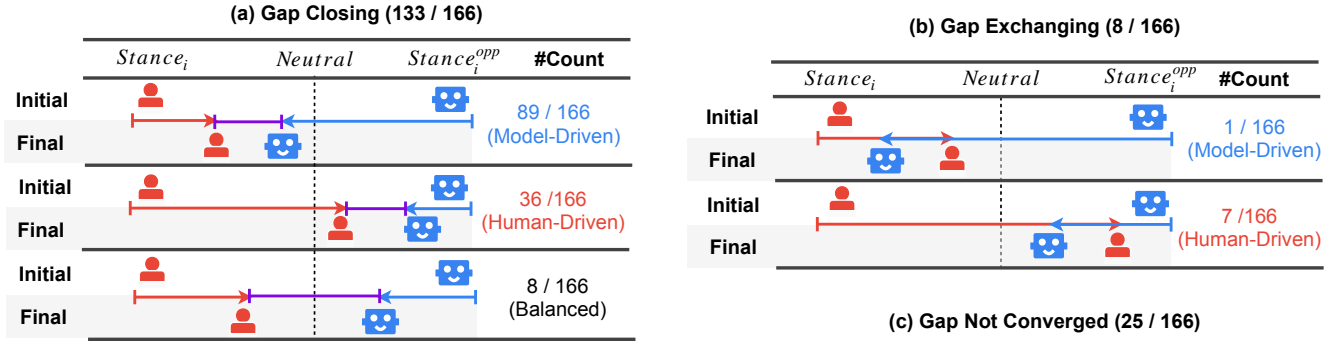 (a) Gap Closing (133 / 166)
Stance_i Neutral Stance_i^opp #Count
Initial
89 / 166
(Model-Driven)
Final
Initial
36 /166
(Human-Driven)
Final
Initial
8 / 166
(Balanced)
Final
(b) Gap Exchanging (8 / 166)
Stance_i Neutral Stance_i^opp #Count
Initial
1 / 166
(Model-Driven)
Final
Initial
7 /166
(Human-Driven)
Final
(c) Gap Not Converged (25 / 166)